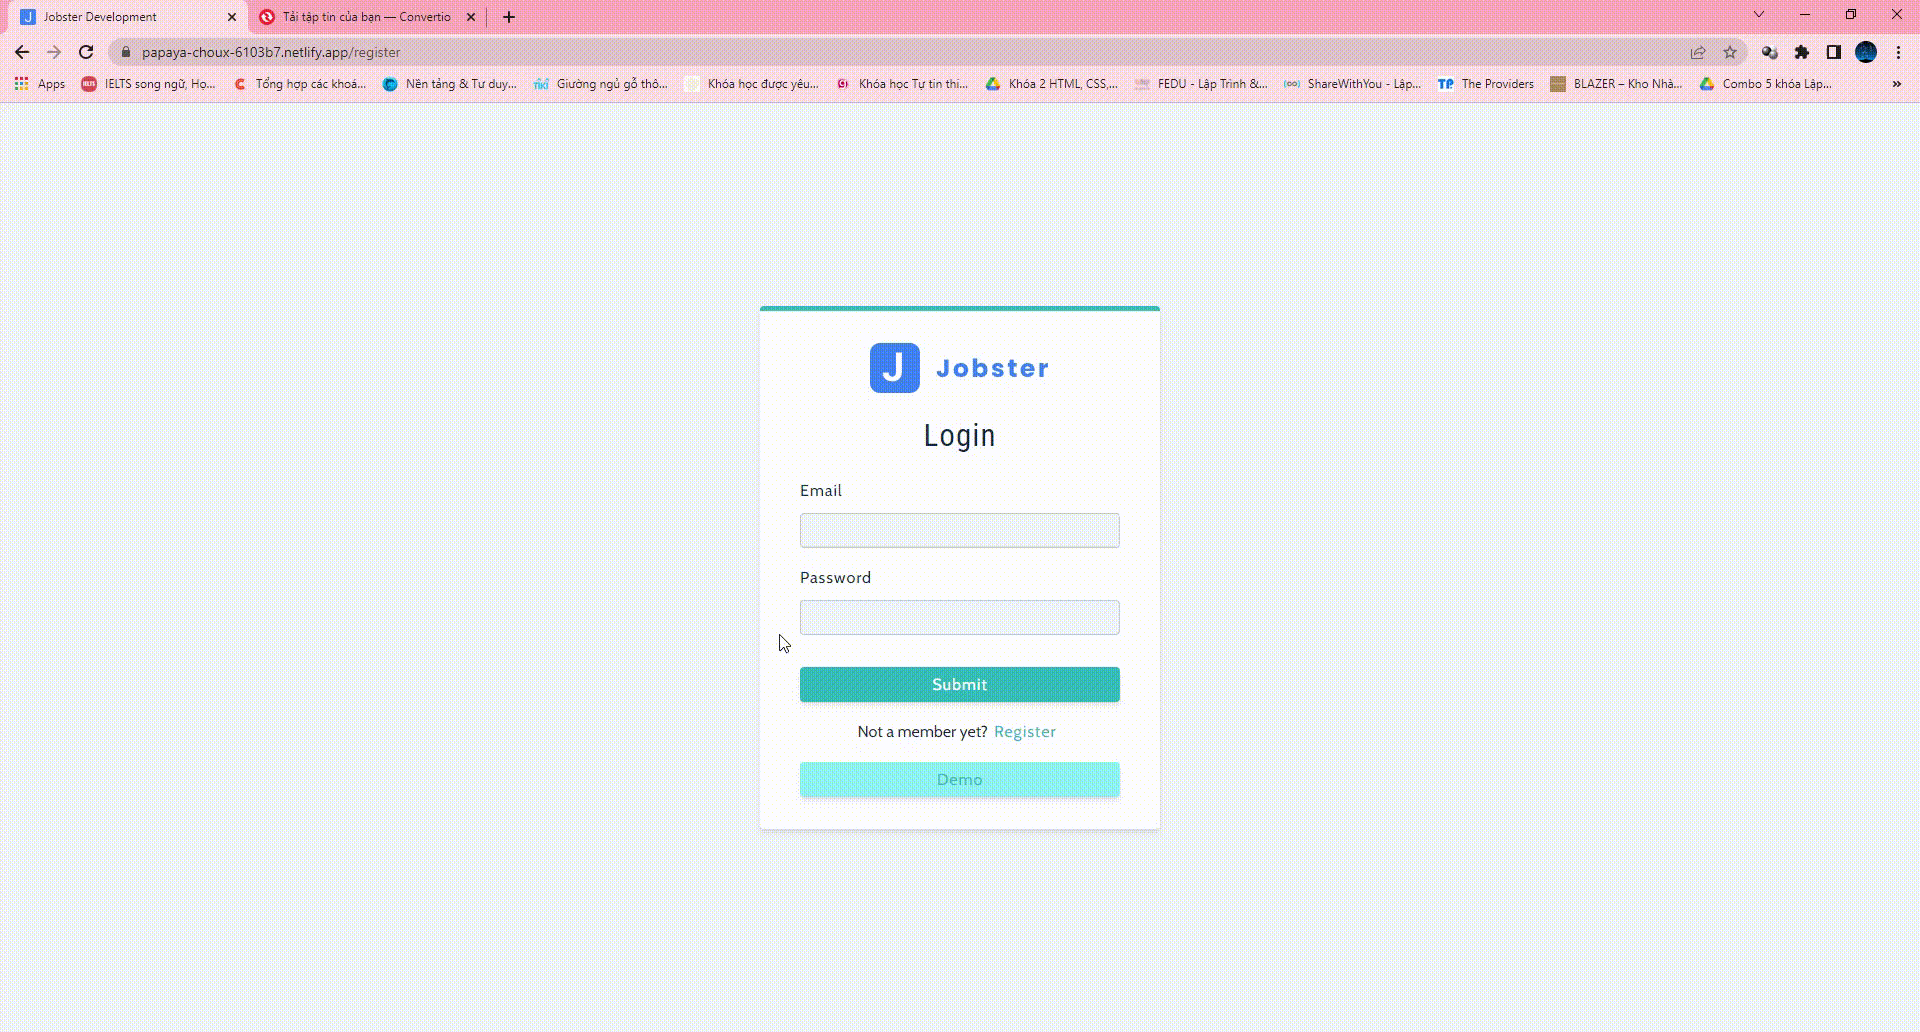 Jobster Development
Tải tập tin của bạn — Convertio
papaya-choux-6103b7.netlify.app/register
Apps
IELTS song ngữ, Họ...
Tổng hợp các khoá...
Nền tảng & Tư duy...
Giường ngủ gỗ thô...
Khóa học được yêu...
Khóa học Tự tin thi...
Khóa 2 HTML, CSS,...
FEDU - Lập Trình &...
ShareWithYou - Lập...
The Providers
BLAZER – Kho Nhà...
Combo 5 khóa Lập...
J Jobster
Login
Email
Password
Submit
Not a member yet? Register
Demo